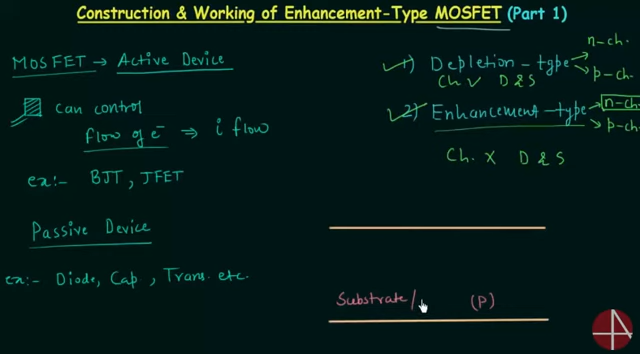 Construction & Working of Enhancement-Type MOSFET (Part 1)
MOSFET → Active Device
can control
flow of e⁻ ⇒ i flow
ex:- BJT, JFET
Passive Device
ex:- Diode, Cap, Trans. etc.
n-ch.
1) Depletion-type
p-ch.
Ch ✓ D & S
2) Enhancement-type
n-ch.
p-ch.
Ch. X D & S
Substrate/ (P)